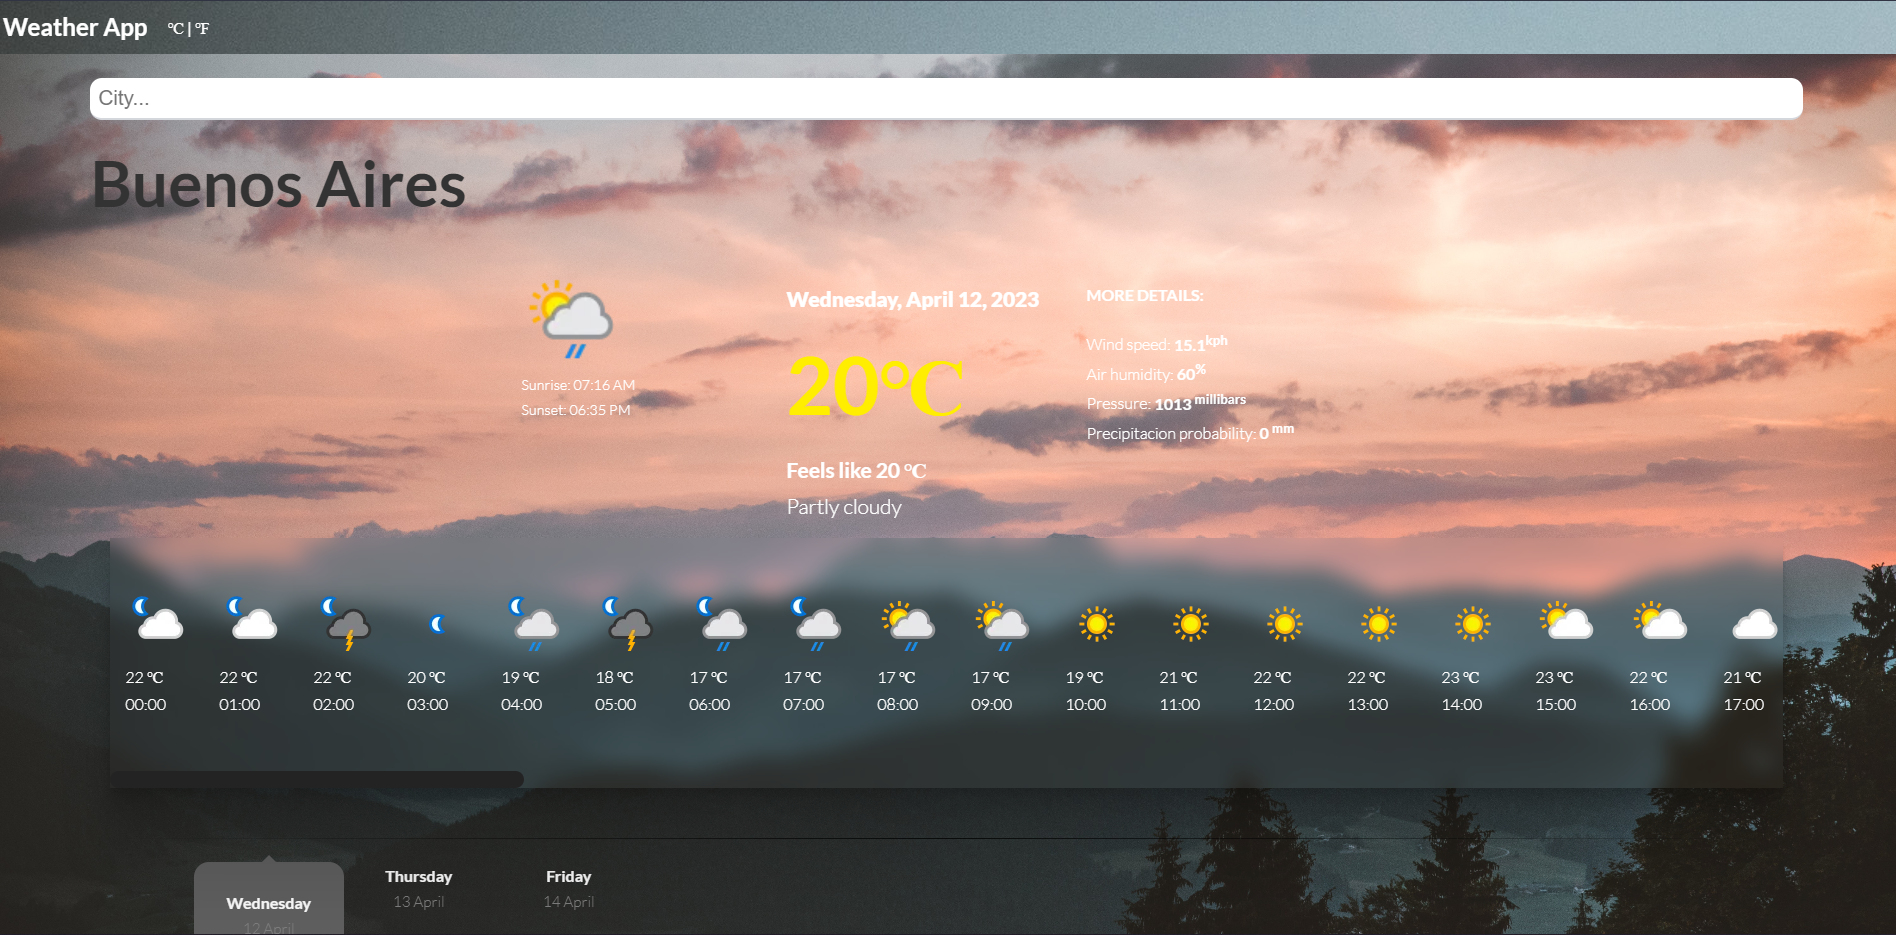 Weather App °C | °F
City...
Buenos Aires
Wednesday, April 12, 2023
20°C
Feels like 20 °C
Partly cloudy
Sunrise: 07:16 AM
Sunset: 06:35 PM
MORE DETAILS:
Wind speed: 15.1kph
Air humidity: 60%
Pressure: 1013 millibars
Precipitacion probability: 0 mm
22 °C 22 °C 22 °C 20 °C 19 °C 18 °C 17 °C 17 °C 17 °C 17 °C 19 °C 21 °C 22 °C 22 °C 23 °C 23 °C 22 °C 21 °C
00:00 01:00 02:00 03:00 04:00 05:00 06:00 07:00 08:00 09:00 10:00 11:00 12:00 13:00 14:00 15:00 16:00 17:00
Wednesday
12 April
Thursday
13 April
Friday
14 April